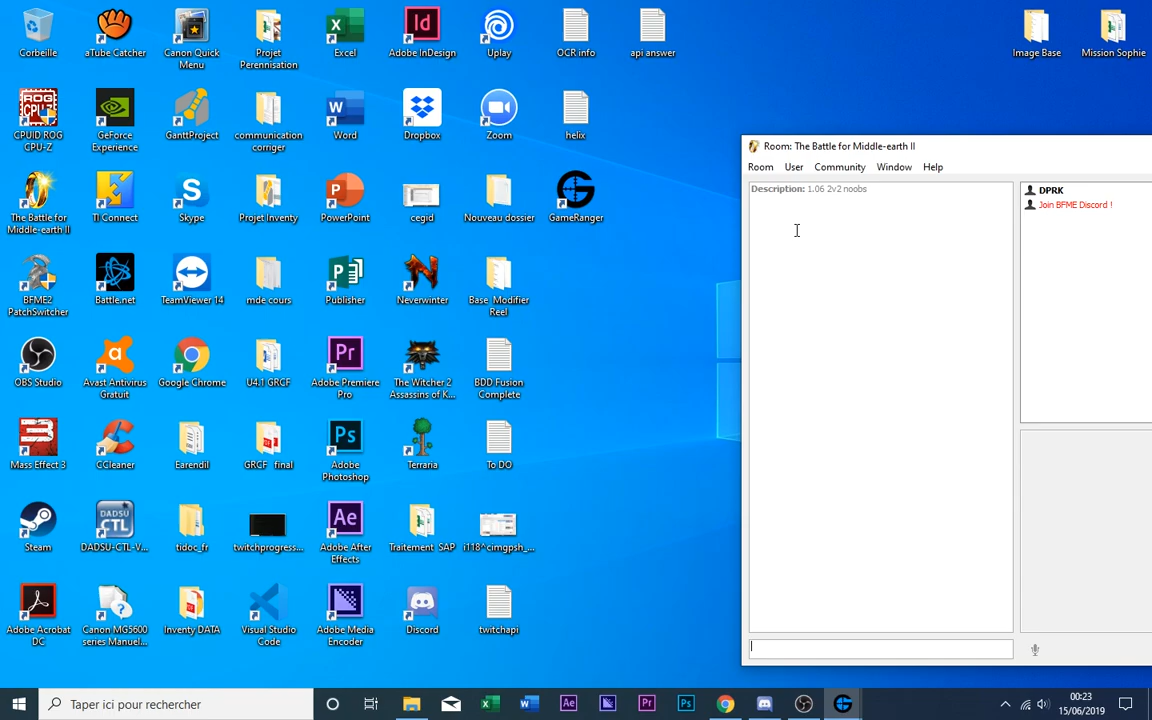 Corbeille
aTube Catcher
Canon Quick Menu
Projet Perennisation
Excel
Adobe InDesign
Uplay
OCR info
api answer
Image Base
Mission Sophie
CPUID ROG CPU-Z
GeForce Experience
GanttProject
communication corriger
Word
Dropbox
Zoom
helix
The Battle for Middle-earth II
TI Connect
Skype
Projet Inventy
PowerPoint
cegid
Nouveau dossier
GameRanger
BFME2 PatchSwitcher
Battle.net
TeamViewer 14
mde cours
Publisher
Neverwinter
Base_Modifier Reel
OBS Studio
Avast Antivirus Gratuit
Google Chrome
U4.1 GRCF
Adobe Premiere Pro
The Witcher 2 Assassins of K...
BDD Fusion Complete
Mass Effect 3
CCleaner
Earendil
GRCF_final
Adobe Photoshop
Terraria
To DO
Steam
DADSU-CTL-V...
tidoc_fr
twitchprogress...
Adobe After Effects
Traitement_SAP
i118^cimgpsh_...
Adobe Acrobat DC
Canon MG5600 series Manuel...
Inventy DATA
Visual Studio Code
Adobe Media Encoder
Discord
twitchapi
Room: The Battle for Middle-earth II
Room User Community Window Help
Description: 1.06 2v2 noobs
DPRK
Join BFME Discord !
Taper ici pour rechercher
00:23
15/06/2019